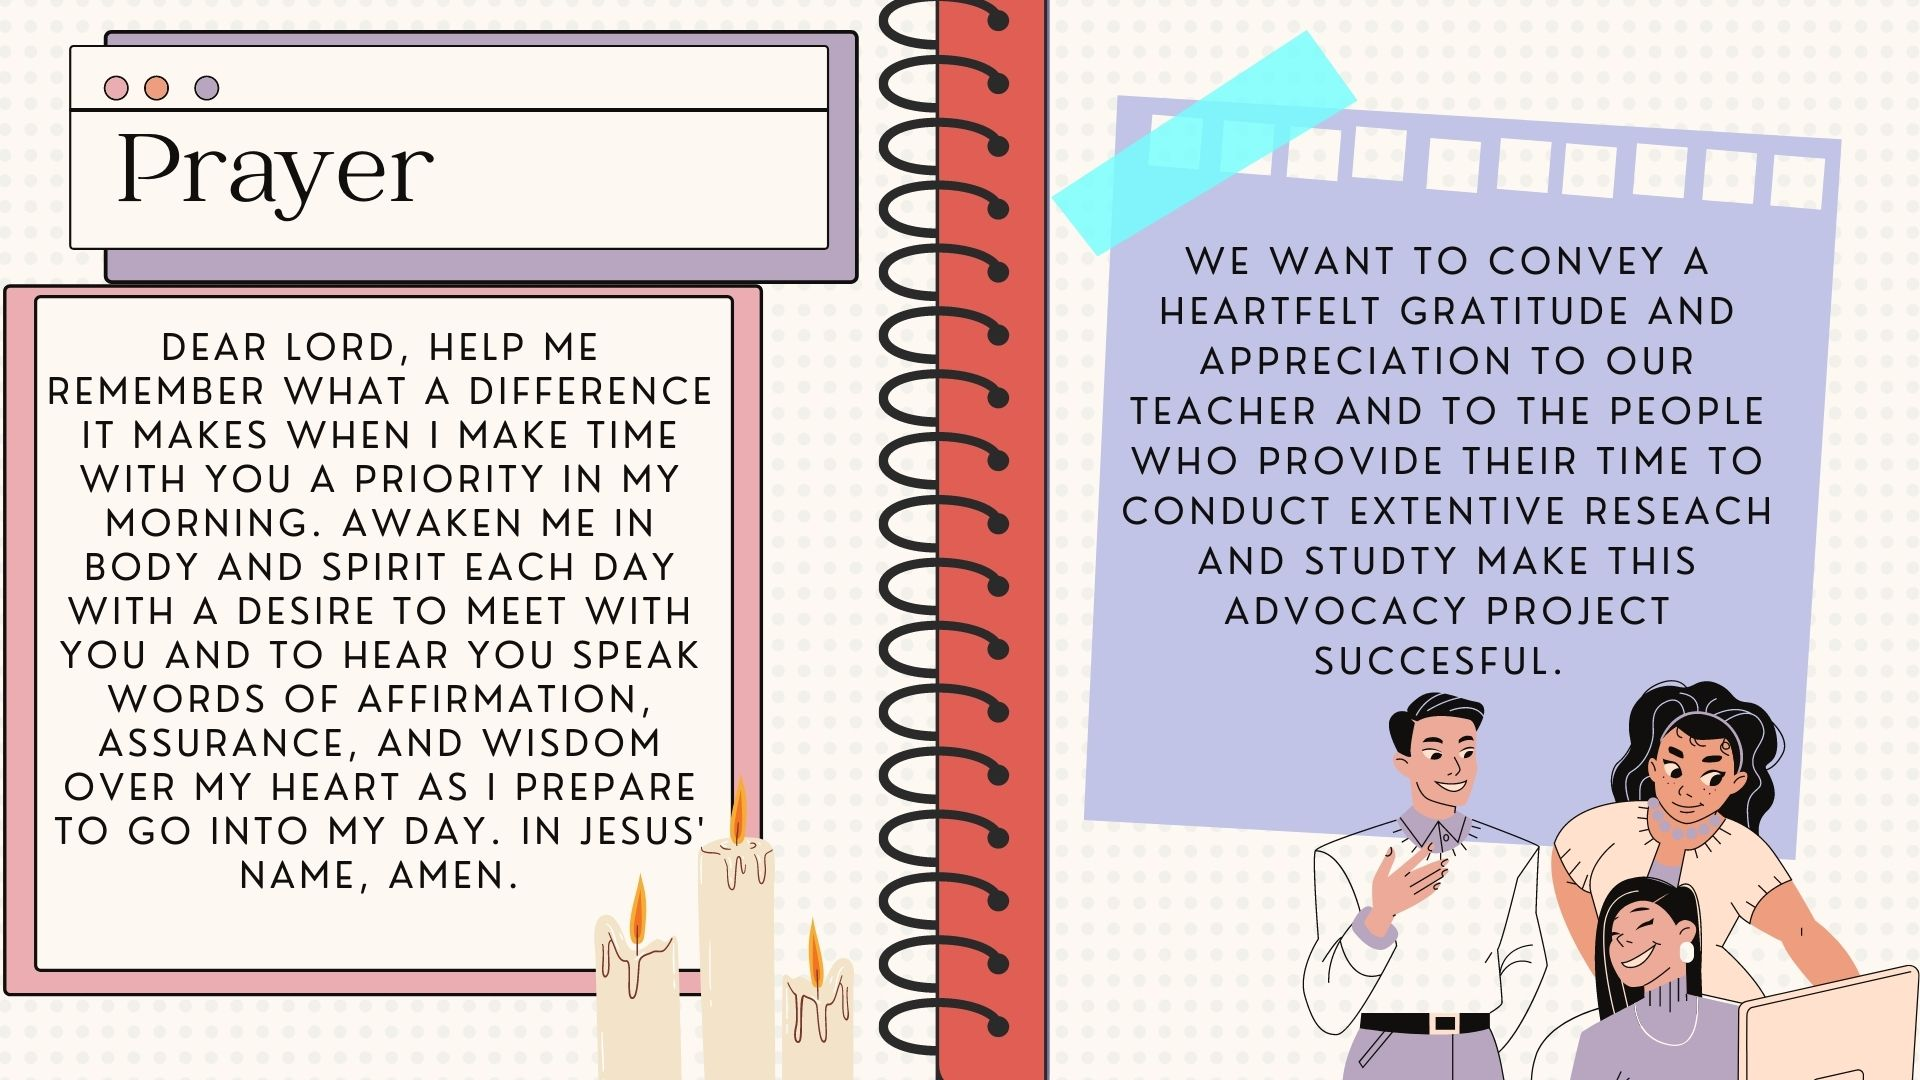 Prayer
DEAR LORD, HELP ME
REMEMBER WHAT A DIFFERENCE
IT MAKES WHEN I MAKE TIME
WITH YOU A PRIORITY IN MY
MORNING. AWAKEN ME IN
BODY AND SPIRIT EACH DAY
WITH A DESIRE TO MEET WITH
YOU AND TO HEAR YOU SPEAK
WORDS OF AFFIRMATION,
ASSURANCE, AND WISDOM
OVER MY HEART AS I PREPARE
TO GO INTO MY DAY. IN JESUS'
NAME, AMEN.
WE WANT TO CONVEY A
HEARTFELT GRATITUDE AND
APPRECIATION TO OUR
TEACHER AND TO THE PEOPLE
WHO PROVIDE THEIR TIME TO
CONDUCT EXTENTIVE RESEACH
AND STUDTY MAKE THIS
ADVOCACY PROJECT
SUCCESFUL.